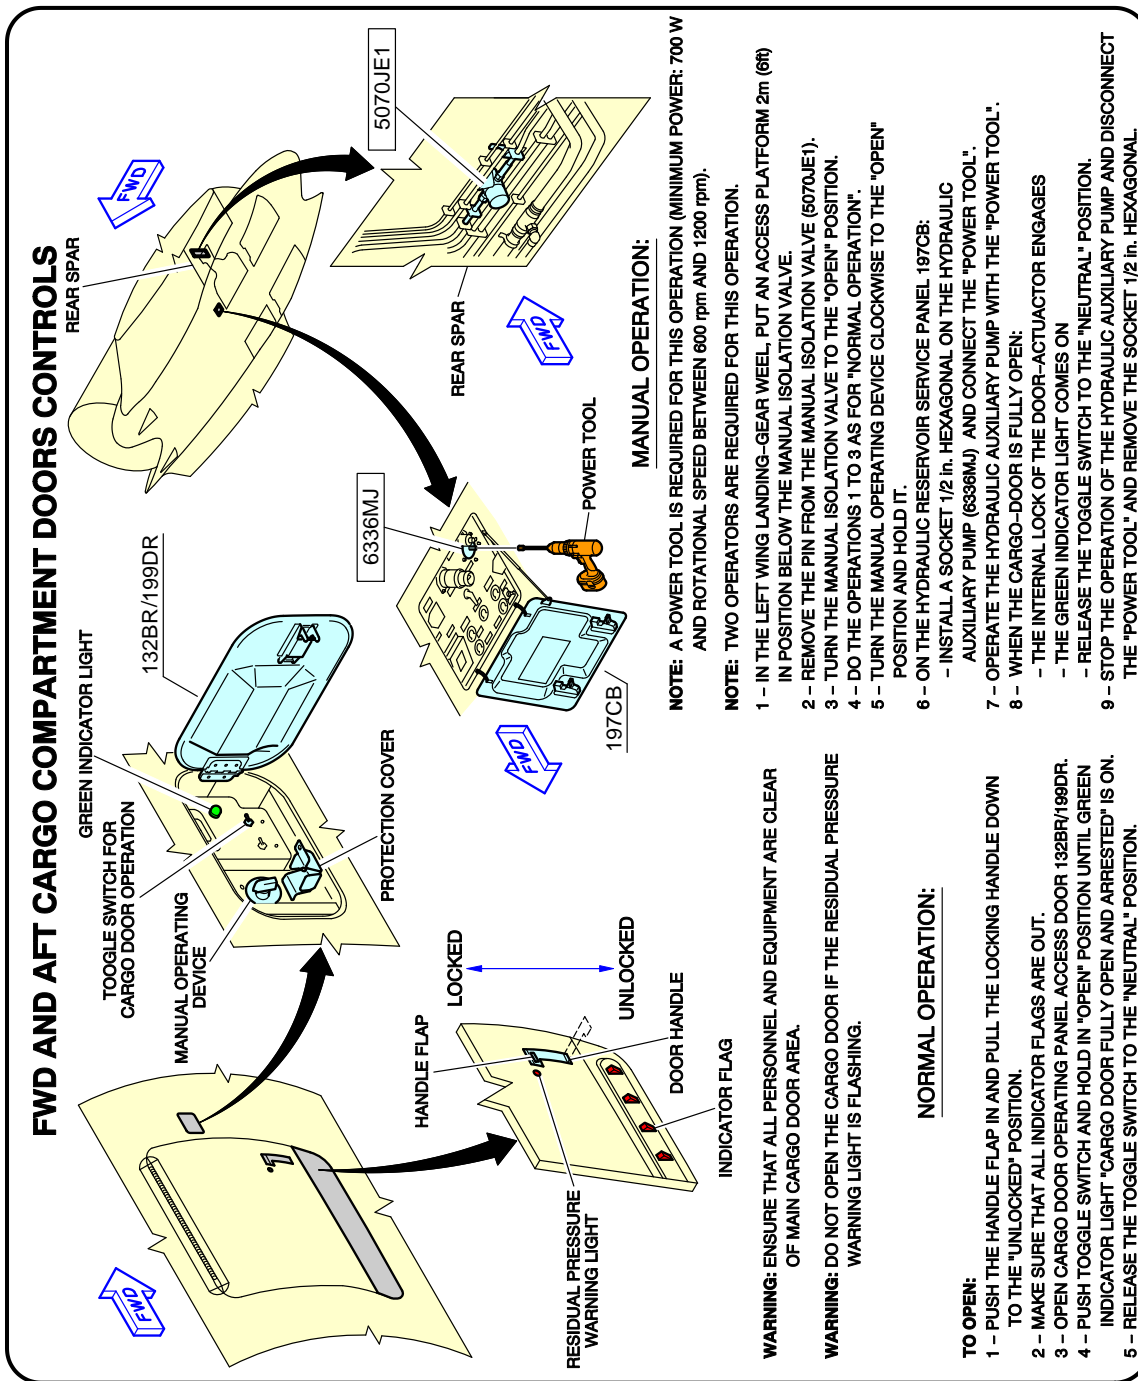 FWD AND AFT CARGO COMPARTMENT DOORS CONTROLS
FWD
GREEN INDICATOR LIGHT
TOOGLE SWITCH FOR
CARGO DOOR OPERATION
MANUAL OPERATING
DEVICE
132BR/199DR
PROTECTION COVER
REAR SPAR
FWD
5070JE1
REAR SPAR
FWD
6336MJ
POWER TOOL
197CB
FWD
HANDLE FLAP
LOCKED
UNLOCKED
DOOR HANDLE
INDICATOR FLAG
RESIDUAL PRESSURE
WARNING LIGHT
WARNING: ENSURE THAT ALL PERSONNEL AND EQUIPMENT ARE CLEAR
OF MAIN CARGO DOOR AREA.
WARNING: DO NOT OPEN THE CARGO DOOR IF THE RESIDUAL PRESSURE
WARNING LIGHT IS FLASHING.
NORMAL OPERATION:
TO OPEN:
1 – PUSH THE HANDLE FLAP IN AND PULL THE LOCKING HANDLE DOWN
TO THE "UNLOCKED" POSITION.
2 – MAKE SURE THAT ALL INDICATOR FLAGS ARE OUT.
3 – OPEN CARGO DOOR OPERATING PANEL ACCESS DOOR 132BR/199DR.
4 – PUSH TOGGLE SWITCH AND HOLD IN "OPEN" POSITION UNTIL GREEN
INDICATOR LIGHT "CARGO DOOR FULLY OPEN AND ARRESTED" IS ON.
5 – RELEASE THE TOGGLE SWITCH TO THE "NEUTRAL" POSITION.
MANUAL OPERATION:
NOTE: A POWER TOOL IS REQUIRED FOR THIS OPERATION (MINIMUM POWER: 700 W
AND ROTATIONAL SPEED BETWEEN 600 rpm AND 1200 rpm).
NOTE: TWO OPERATORS ARE REQUIRED FOR THIS OPERATION.
1 – IN THE LEFT WING LANDING–GEAR WEEL, PUT AN ACCESS PLATFORM 2m (6ft)
IN POSITION BELOW THE MANUAL ISOLATION VALVE.
2 – REMOVE THE PIN FROM THE MANUAL ISOLATION VALVE (5070JE1).
3 – TURN THE MANUAL ISOLATION VALVE TO THE "OPEN" POSITION.
4 – DO THE OPERATIONS 1 TO 3 AS FOR "NORMAL OPERATION".
5 – TURN THE MANUAL OPERATING DEVICE CLOCKWISE TO THE "OPEN"
POSITION AND HOLD IT.
6 – ON THE HYDRAULIC RESERVOIR SERVICE PANEL 197CB:
– INSTALL A SOCKET 1/2 in. HEXAGONAL ON THE HYDRAULIC
AUXILIARY PUMP (6336MJ) AND CONNECT THE "POWER TOOL".
7 – OPERATE THE HYDRAULIC AUXILIARY PUMP WITH THE "POWER TOOL".
8 – WHEN THE CARGO–DOOR IS FULLY OPEN:
– THE INTERNAL LOCK OF THE DOOR–ACTUACTOR ENGAGES
– THE GREEN INDICATOR LIGHT COMES ON
– RELEASE THE TOGGLE SWITCH TO THE "NEUTRAL" POSITION.
9 – STOP THE OPERATION OF THE HYDRAULIC AUXILIARY PUMP AND DISCONNECT
THE "POWER TOOL" AND REMOVE THE SOCKET 1/2 in. HEXAGONAL.